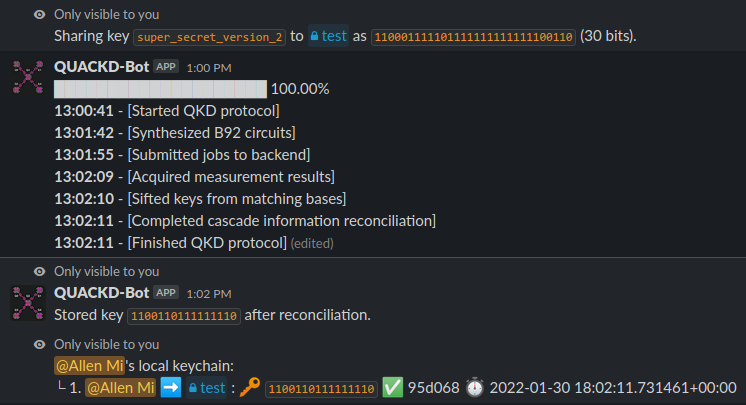 Only visible to you
Sharing key super_secret_version_2 to test as 110001111101111111111111100110 (30 bits).
QUACKD-Bot APP 1:00 PM
100.00%
13:00:41 - [Started QKD protocol]
13:01:42 - [Synthesized B92 circuits]
13:01:55 - [Submitted jobs to backend]
13:02:09 - [Acquired measurement results]
13:02:10 - [Sifted keys from matching bases]
13:02:11 - [Completed cascade information reconciliation]
13:02:11 - [Finished QKD protocol] (edited)
Only visible to you
QUACKD-Bot APP 1:02 PM
Stored key 1100110111111110 after reconciliation.
Only visible to you
@Allen Mi's local keychain:
└ 1. @Allen Mi ➡️ test : 🔑 1100110111111110 ✅ 95d068 ⏱️ 2022-01-30 18:02:11.731461+00:00